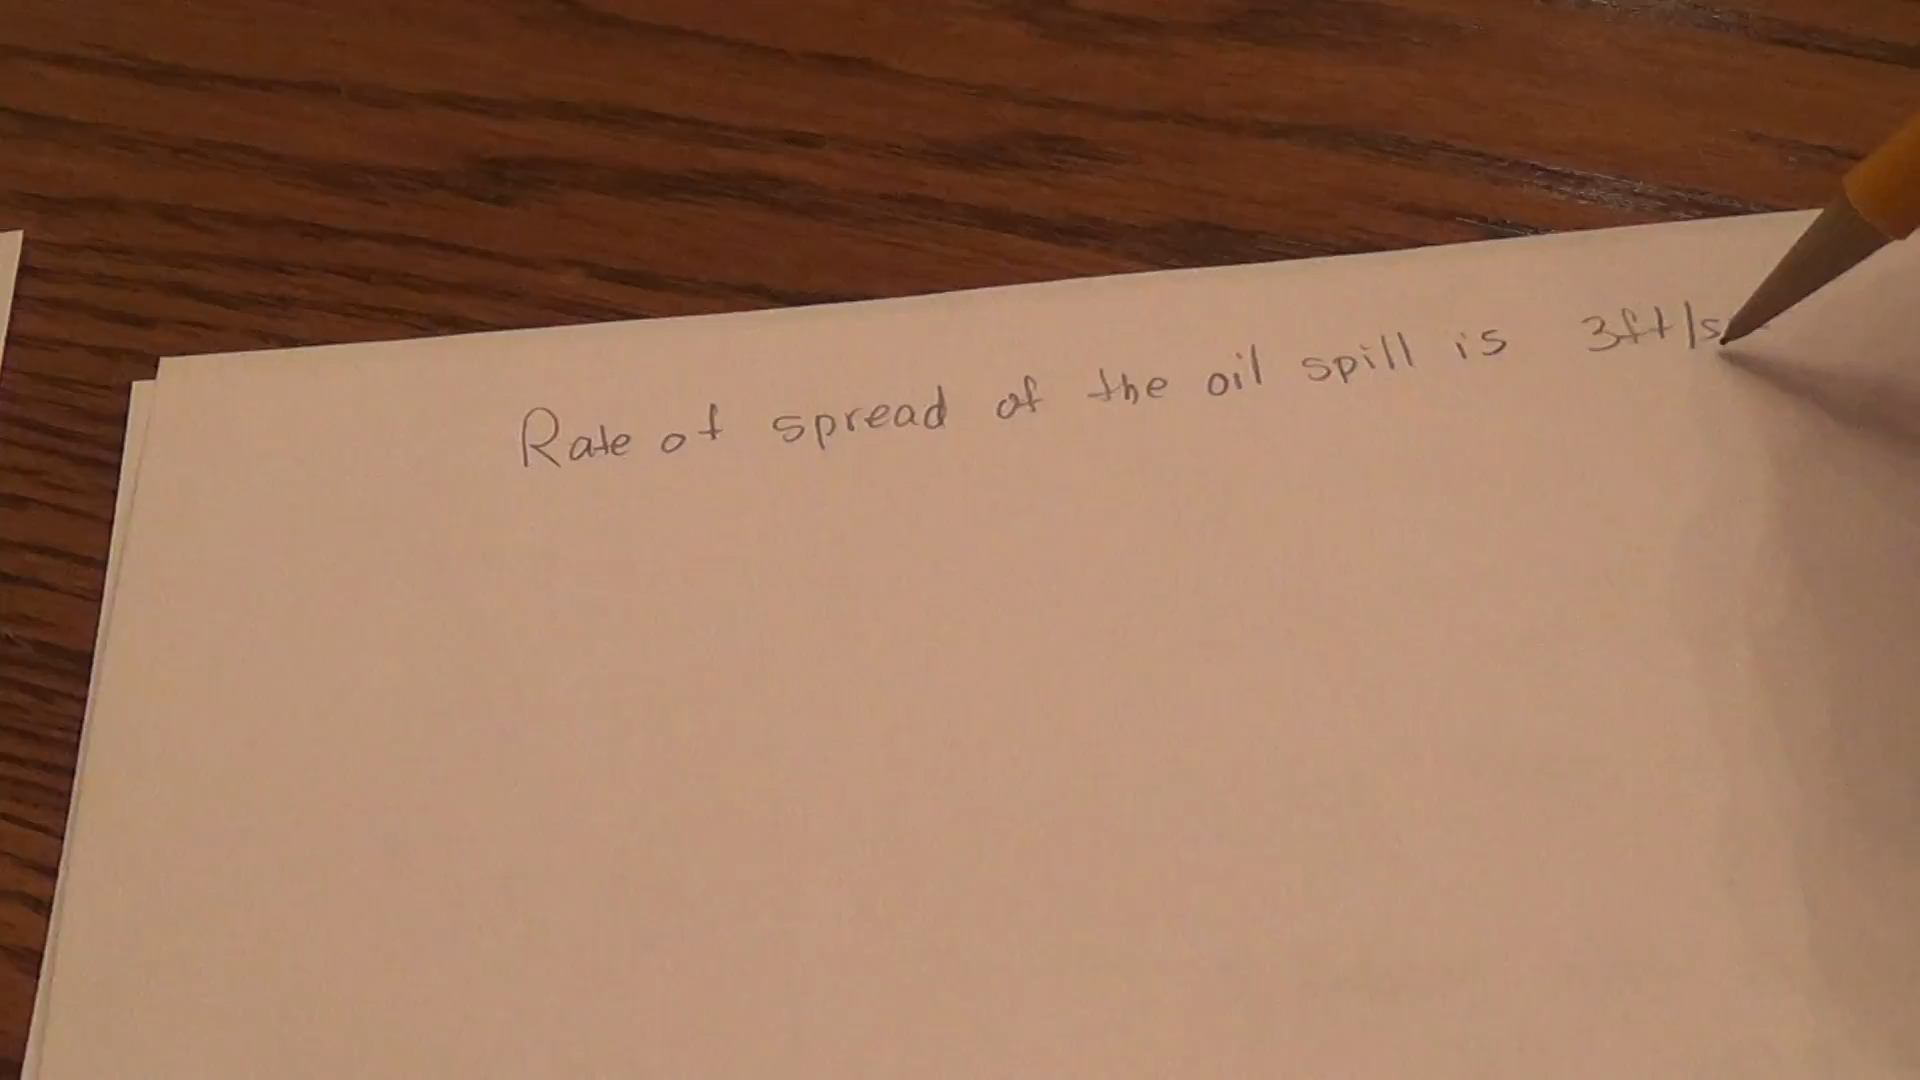 Rate of spread of the oil spill is 3ft/s